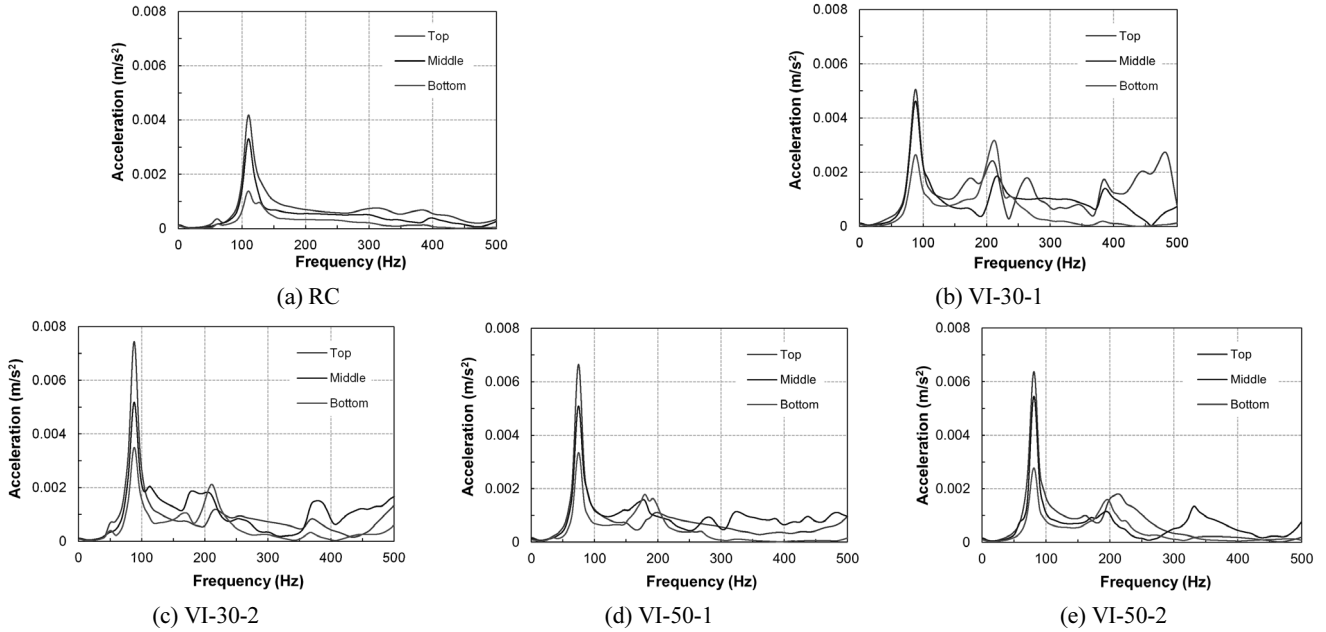 0.008
0.006
0.004
0.002
0
Acceleration (m/s²)
Top
Middle
Bottom
0 100 200 300 400 500
Frequency (Hz)
(a) RC
0.008
0.006
0.004
0.002
0
Acceleration (m/s²)
Top
Middle
Bottom
0 100 200 300 400 500
Frequency (Hz)
(b) VI-30-1
0.008
0.006
0.004
0.002
0
Acceleration (m/s²)
Top
Middle
Bottom
0 100 200 300 400 500
Frequency (Hz)
(c) VI-30-2
0.008
0.006
0.004
0.002
0
Acceleration (m/s²)
Top
Middle
Bottom
0 100 200 300 400 500
Frequency (Hz)
(d) VI-50-1
0.008
0.006
0.004
0.002
0
Acceleration (m/s²)
Top
Middle
Bottom
0 100 200 300 400 500
Frequency (Hz)
(e) VI-50-2